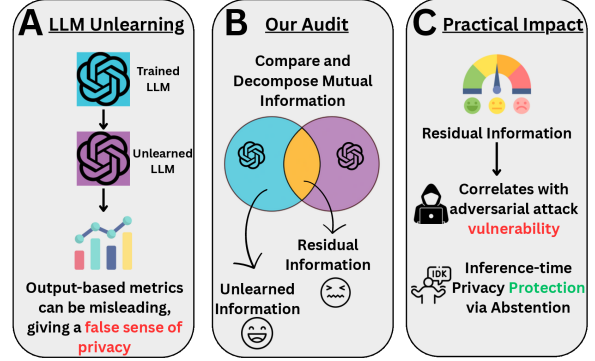 A LLM Unlearning
Trained
LLM
Unlearned
LLM
Output-based metrics
can be misleading,
giving a false sense of
privacy
B Our Audit
Compare and
Decompose Mutual
Information
Residual
Information
Unlearned
Information
C Practical Impact
Residual Information
Correlates with
adversarial attack
vulnerability
IDK
Inference-time
Privacy Protection
via Abstention